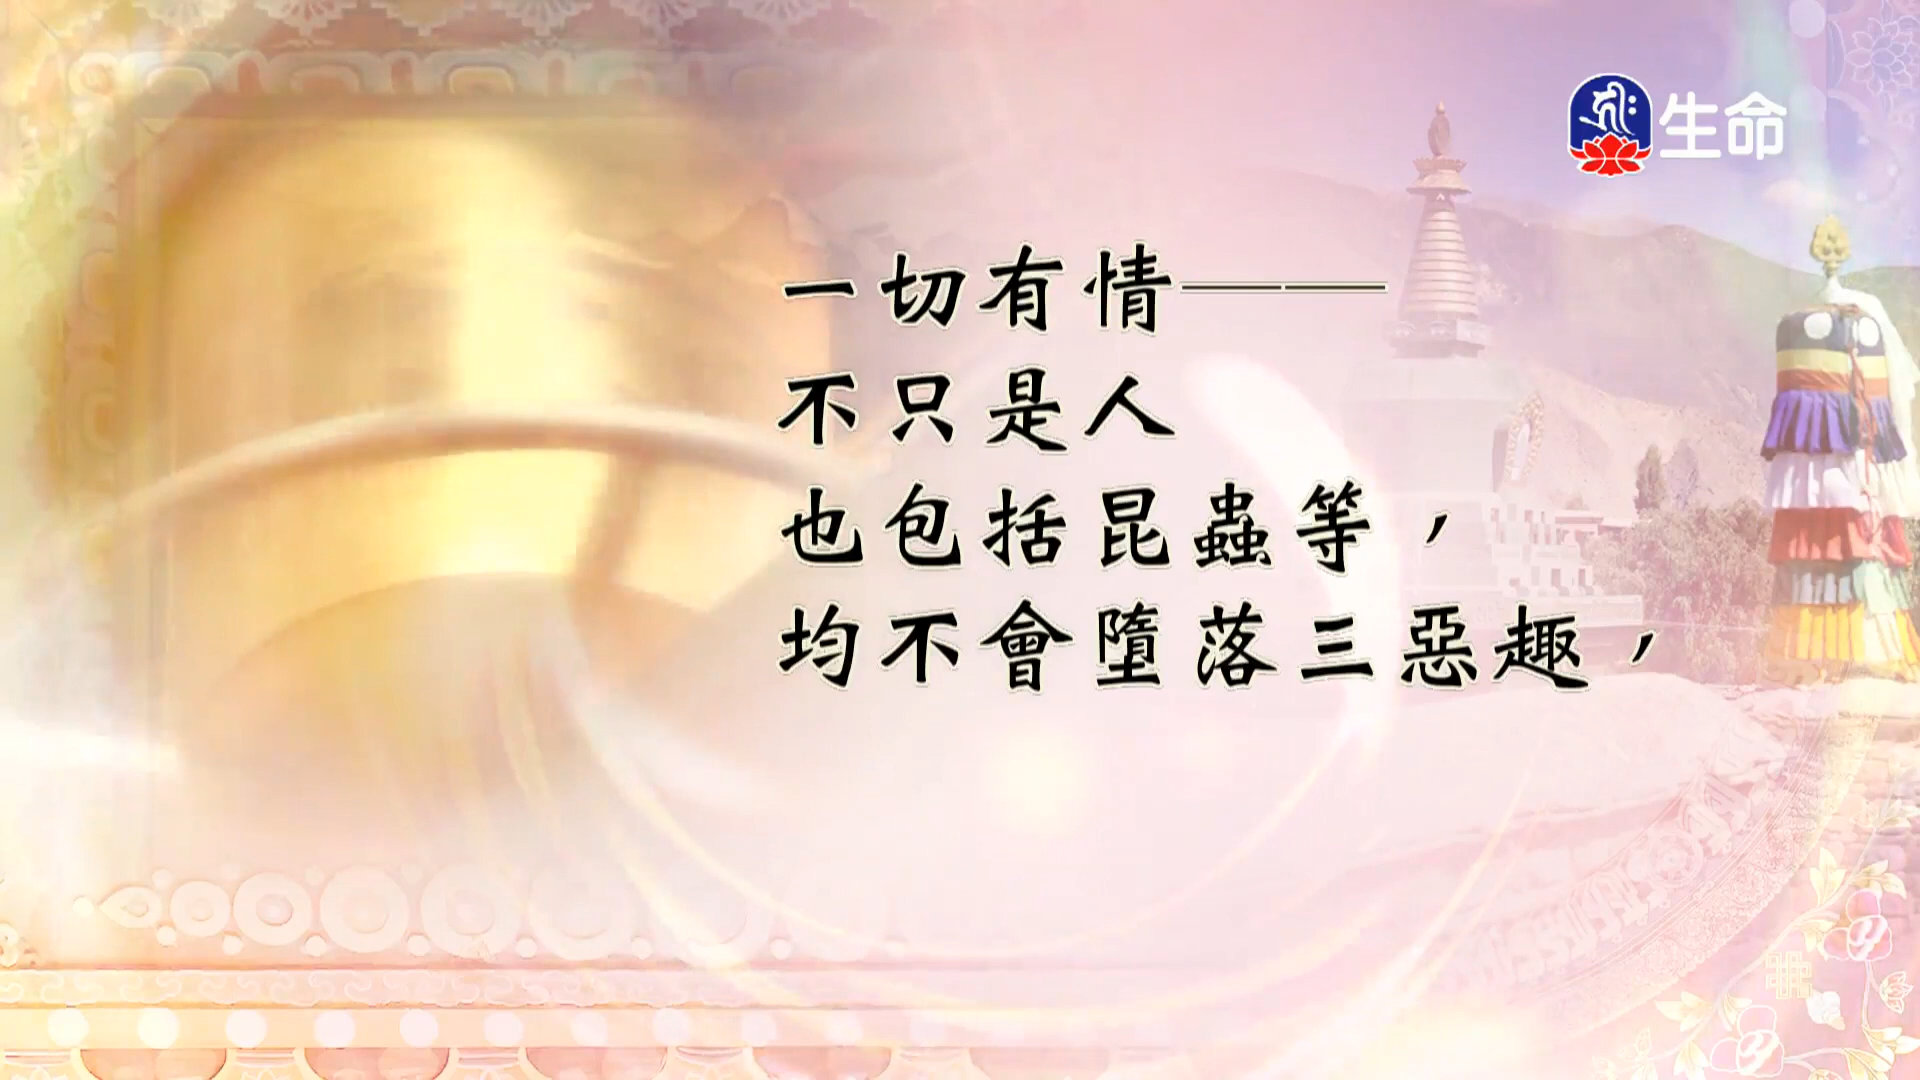 生命
一切有情——
不只是人
也包括昆蟲等，
均不會墮落三惡趣，